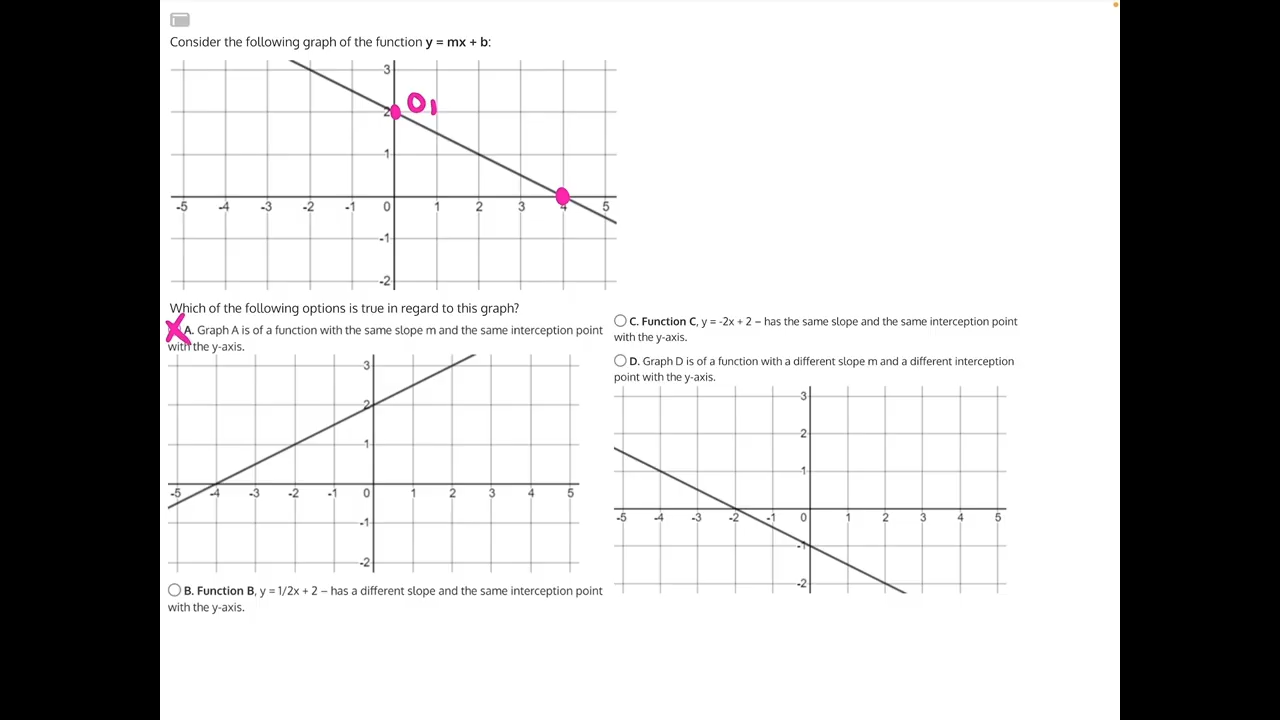 Consider the following graph of the function y = mx + b:
3
2
0,
1
-5 -4 -3 -2 -1 0 1 2 3 4 5
-1
-2
Which of the following options is true in regard to this graph?
A. Graph A is of a function with the same slope m and the same interception point
with the y-axis.
3
2
1
-5 -4 -3 -2 -1 0 1 2 3 4 5
-1
-2
B. Function B, y = 1/2x + 2 – has a different slope and the same interception point
with the y-axis.
C. Function C, y = -2x + 2 – has the same slope and the same interception point
with the y-axis.
D. Graph D is of a function with a different slope m and a different interception
point with the y-axis.
3
2
1
-5 -4 -3 -2 -1 0 1 2 3 4 5
-1
-2